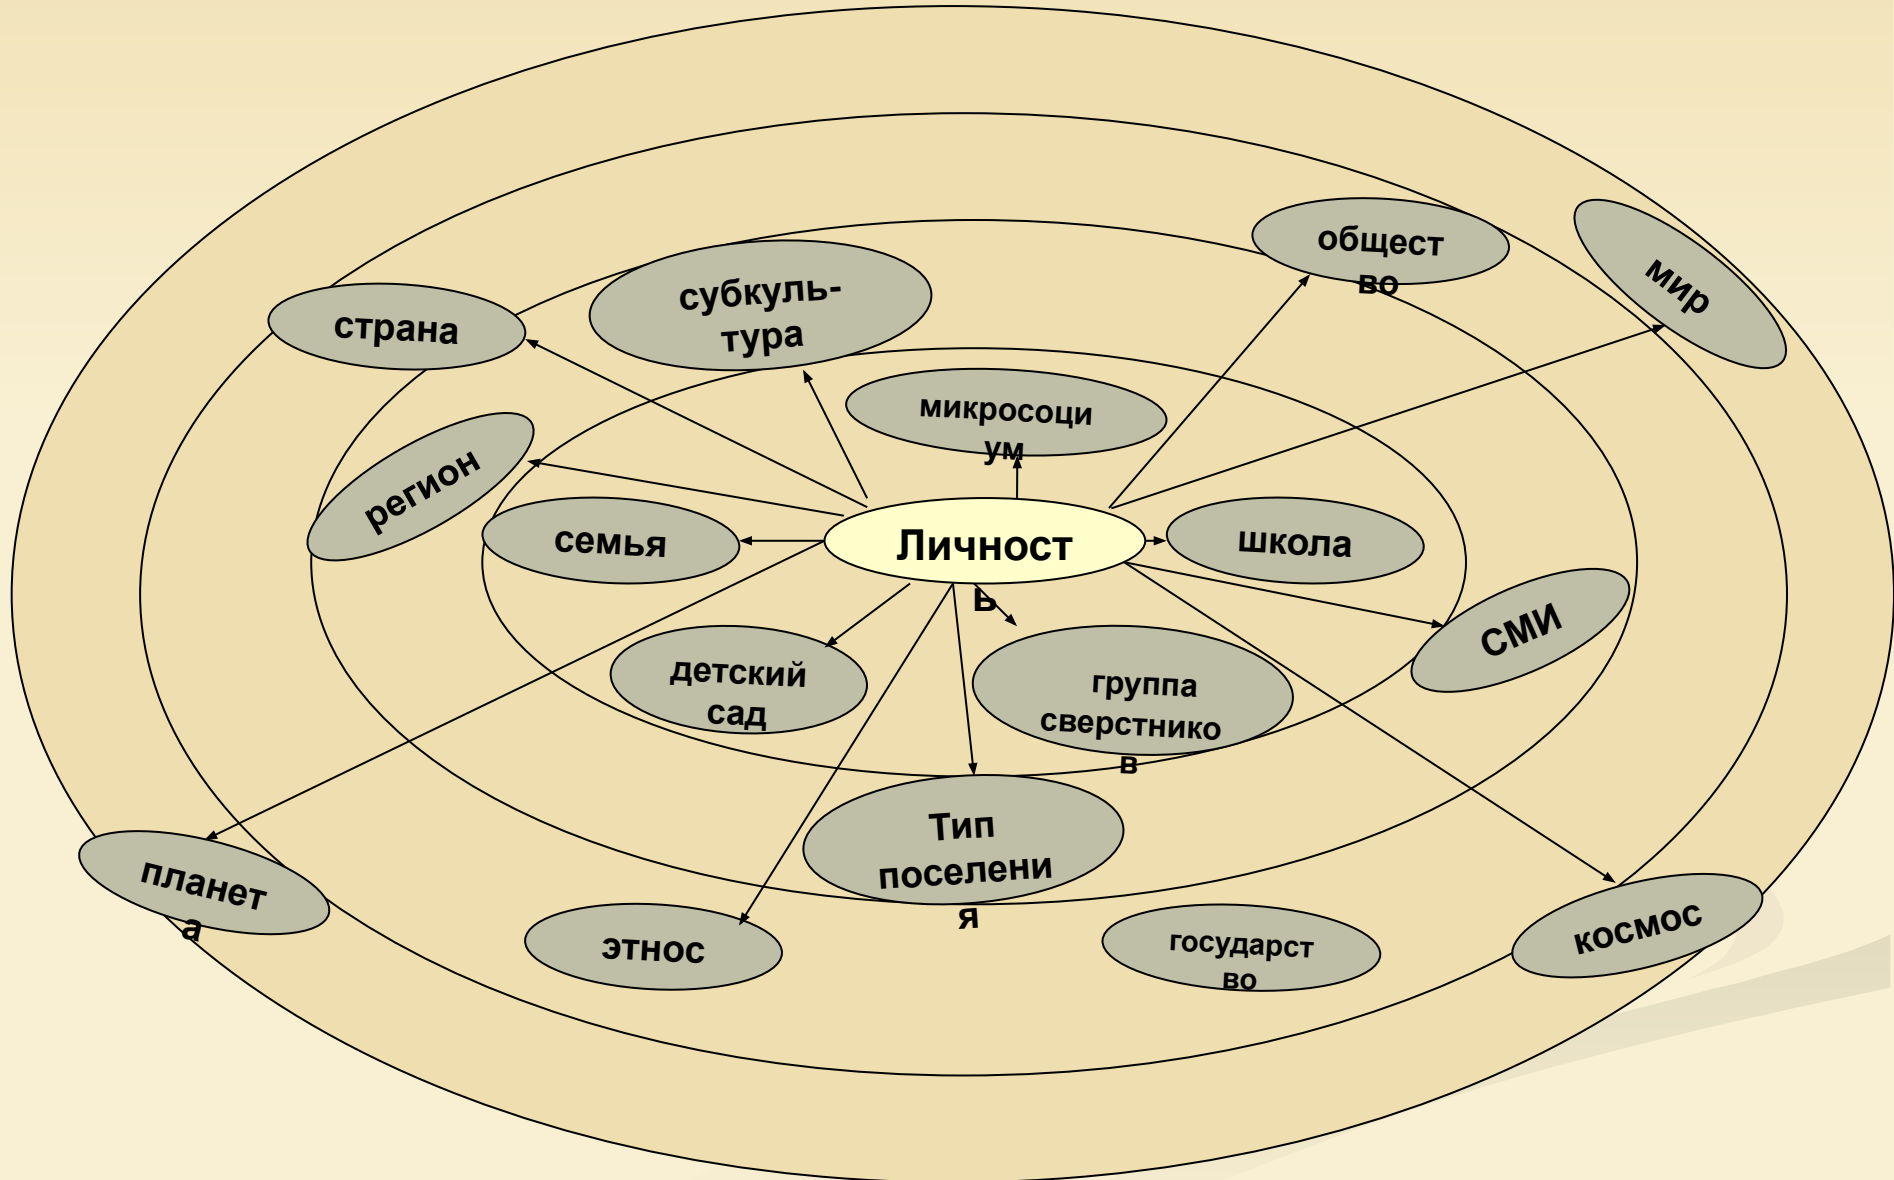 общест
во
мир
субкуль-
тура
страна
микросоци
ум
регион
семья
Личност
ь
школа
СМИ
детский
сад
группа
сверстнико
в
Тип
поселени
я
планет
а
этнос
государст
во
космос